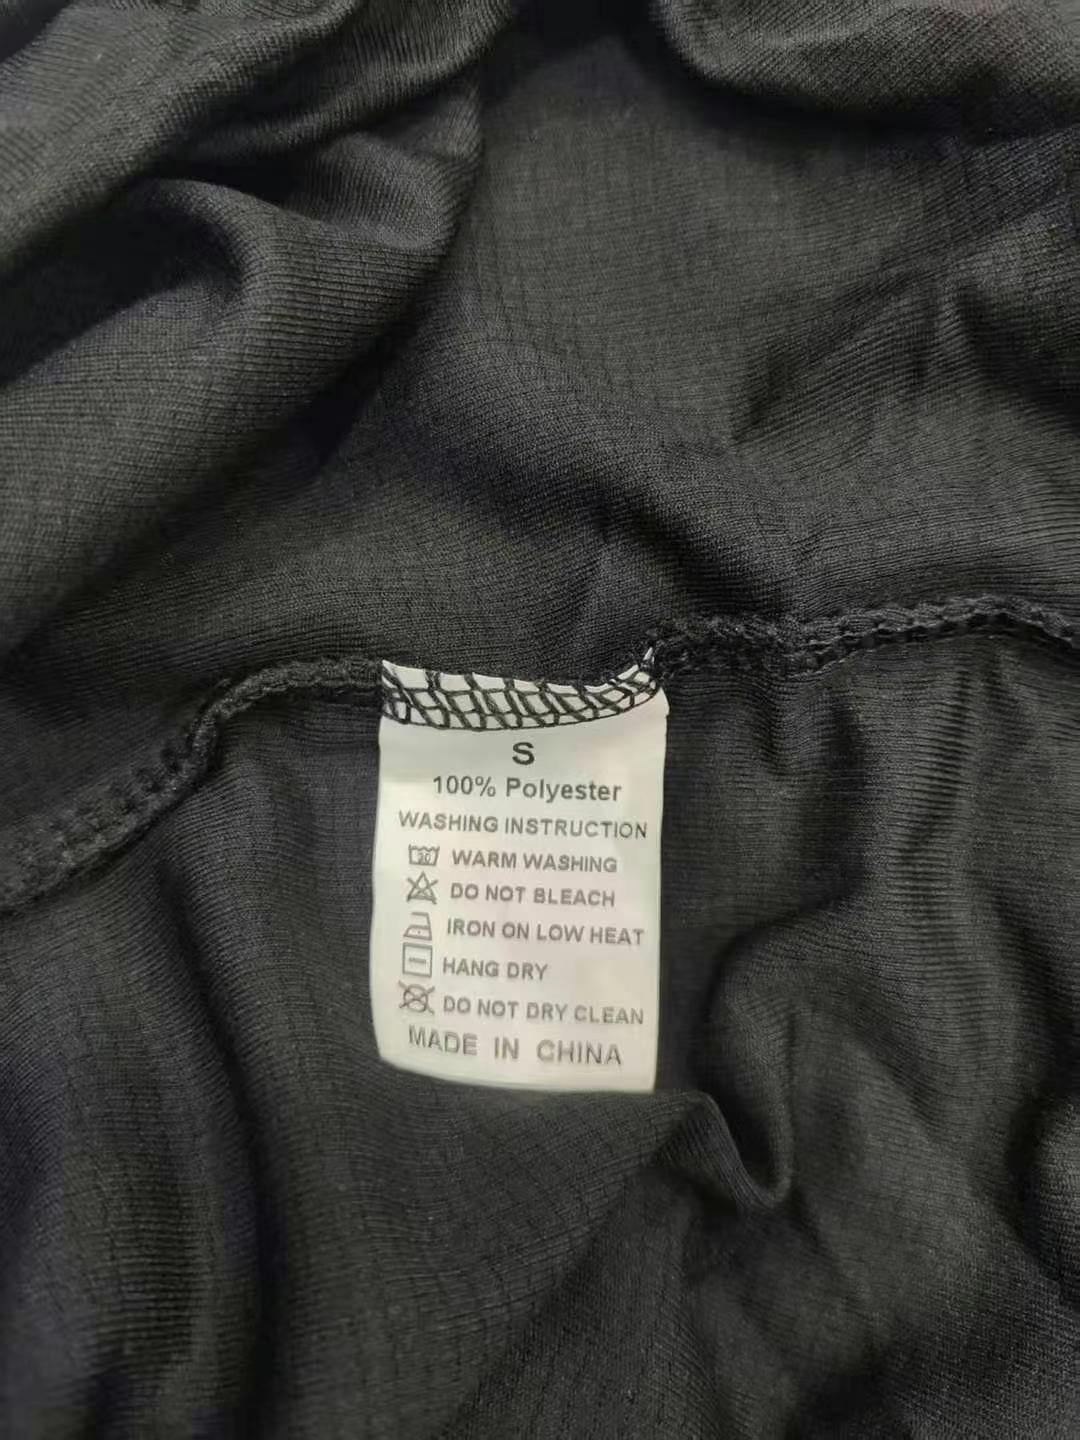 S
100% Polyester
WASHING INSTRUCTION
30 WARM WASHING
DO NOT BLEACH
IRON ON LOW HEAT
HANG DRY
DO NOT DRY CLEAN
MADE IN CHINA